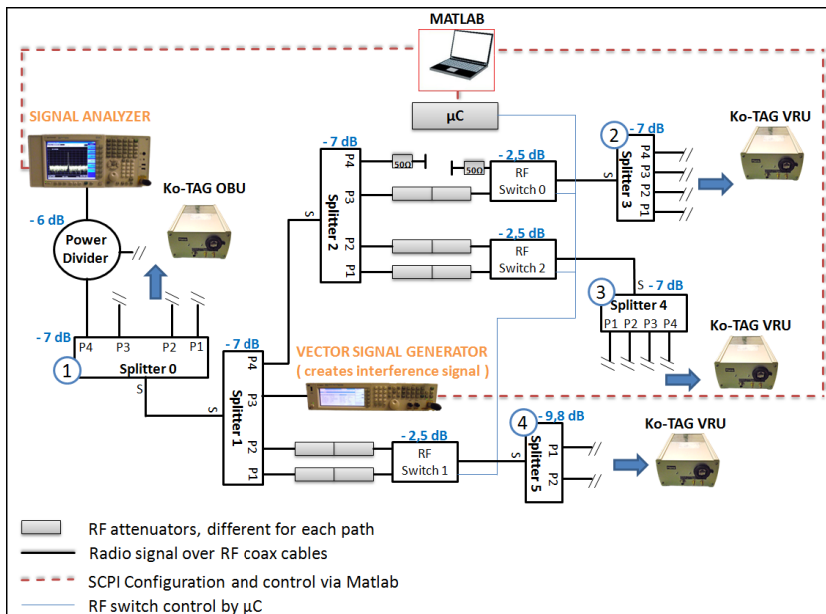 MATLAB
µC
SIGNAL ANALYZER
- 6 dB
Power
Divider
Ko-TAG OBU
- 7 dB
P4
P3
P2
P1
1
Splitter 0
S
S
- 7 dB
Splitter 1
P4
P3
P2
P1
- 7 dB
Splitter 2
S
P4
P3
P2
P1
50Ω
50Ω
- 2,5 dB
RF
Switch 0
- 2,5 dB
RF
Switch 2
S
2
- 7 dB
Splitter 3
P4
P3
P2
P1
Ko-TAG VRU
S
- 7 dB
3
Splitter 4
P1
P2
P3
P4
Ko-TAG VRU
VECTOR SIGNAL GENERATOR
( creates interference signal )
- 2,5 dB
RF
Switch 1
S
4
- 9,8 dB
Splitter 5
P1
P2
Ko-TAG VRU
RF attenuators, different for each path
Radio signal over RF coax cables
SCPI Configuration and control via Matlab
RF switch control by µC